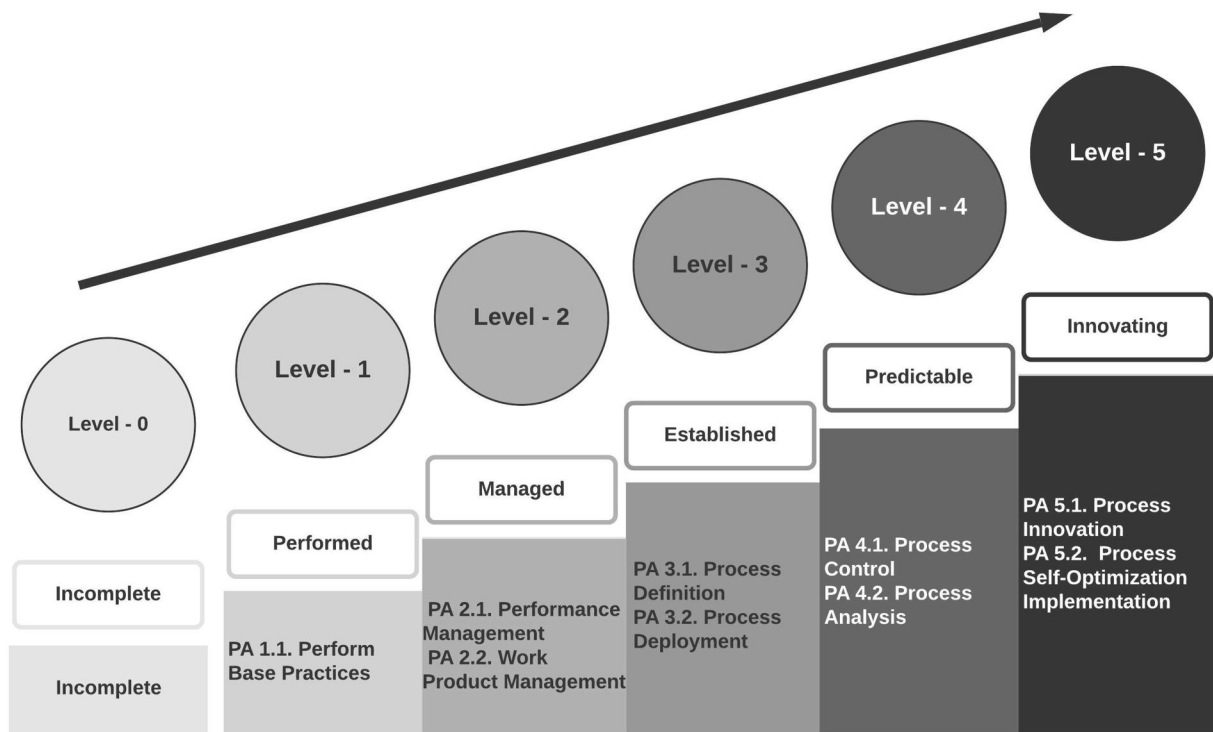 Level - 0
Incomplete
Incomplete
Level - 1
Performed
PA 1.1. Perform
Base Practices
Level - 2
Managed
PA 2.1. Performance
Management
PA 2.2. Work
Product Management
Level - 3
Established
PA 3.1. Process
Definition
PA 3.2. Process
Deployment
Level - 4
Predictable
PA 4.1. Process
Control
PA 4.2. Process
Analysis
Level - 5
Innovating
PA 5.1. Process
Innovation
PA 5.2. Process
Self-Optimization
Implementation